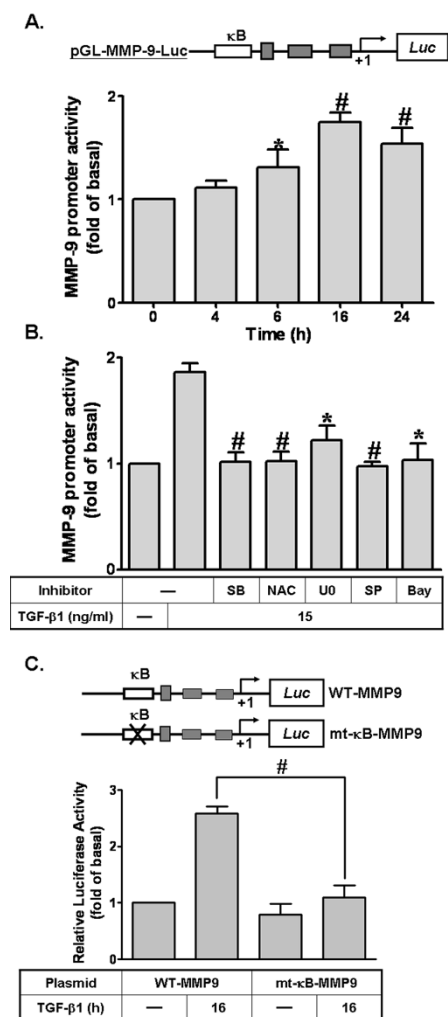 A.
κB
pGL-MMP-9-Luc
+1
Luc
MMP-9 promoter activity
(fold of basal)
2
1
0
*
#
#
0 4 6 16 24
Time (h)
B.
MMP-9 promoter activity
(fold of basal)
2
1
0
# # * # *
Inhibitor — SB NAC U0 SP Bay
TGF-β1 (ng/ml) — 15
C.
κB
+1
Luc
WT-MMP9
κB
+1
Luc
mt-κB-MMP9
#
Relative Luciferase Activity
(fold of basal)
3
2
1
0
Plasmid WT-MMP9 mt-κB-MMP9
TGF-β1 (h) — 16 — 16